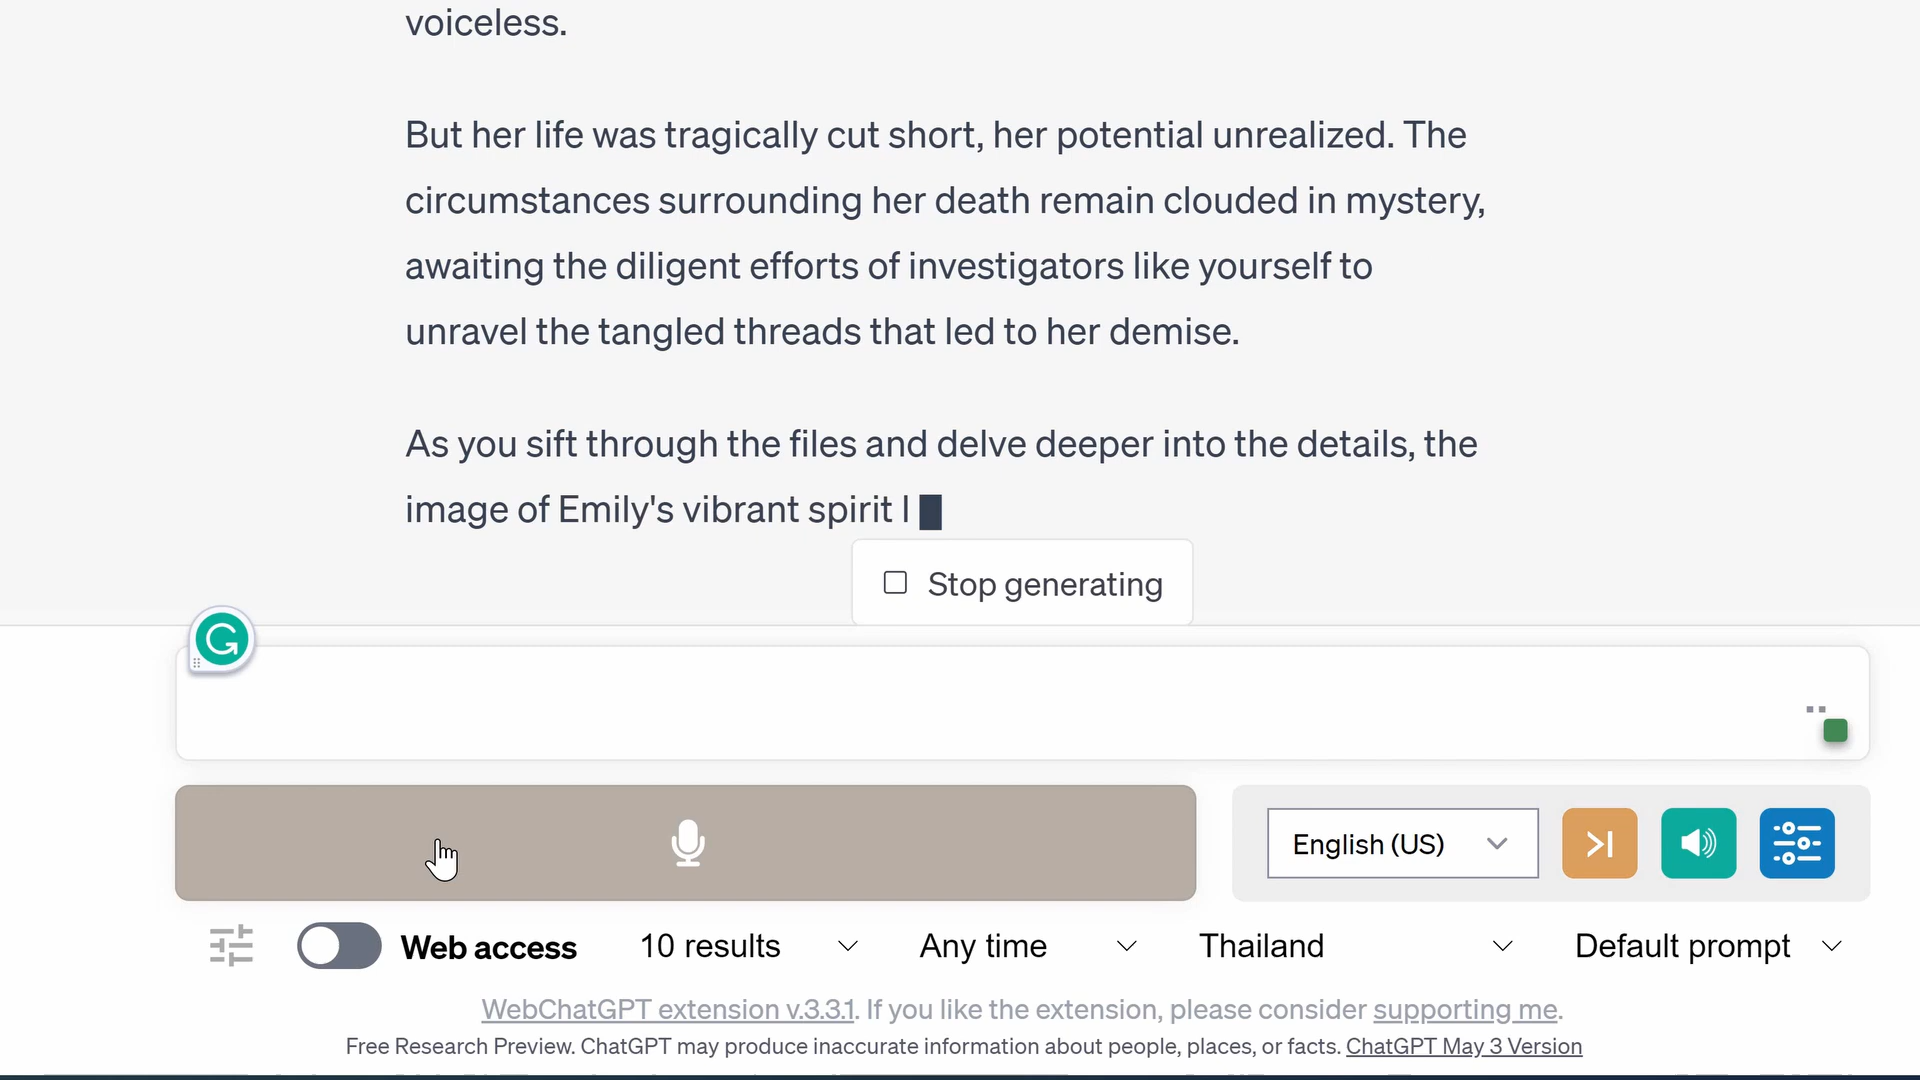 voiceless.
But her life was tragically cut short, her potential unrealized. The
circumstances surrounding her death remain clouded in mystery,
awaiting the diligent efforts of investigators like yourself to
unravel the tangled threads that led to her demise.
As you sift through the files and delve deeper into the details, the
image of Emily's vibrant spirit l
Stop generating
English (US)
Web access 10 results Any time Thailand Default prompt
WebChatGPT extension v.3.3.1. If you like the extension, please consider supporting me.
Free Research Preview. ChatGPT may produce inaccurate information about people, places, or facts. ChatGPT May 3 Version